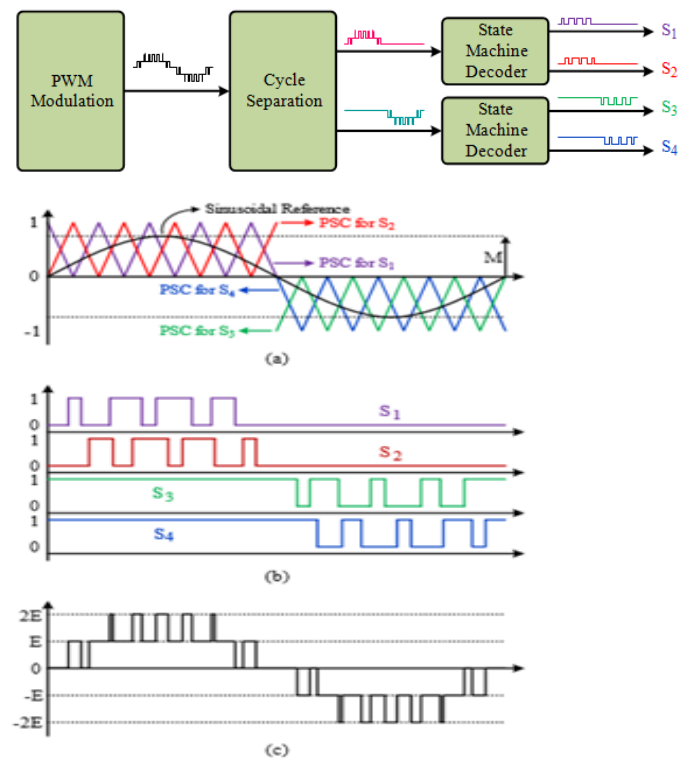 PWM
Modulation
Cycle
Separation
State
Machine
Decoder
State
Machine
Decoder
S1
S2
S3
S4
Sinusoidal Reference
PSC for S2
PSC for S1
PSC for S4
PSC for S3
M
1
0
-1
(a)
1
0
S1
1
0
S2
1
0
S3
1
0
S4
(b)
2E
E
0
-E
-2E
(c)